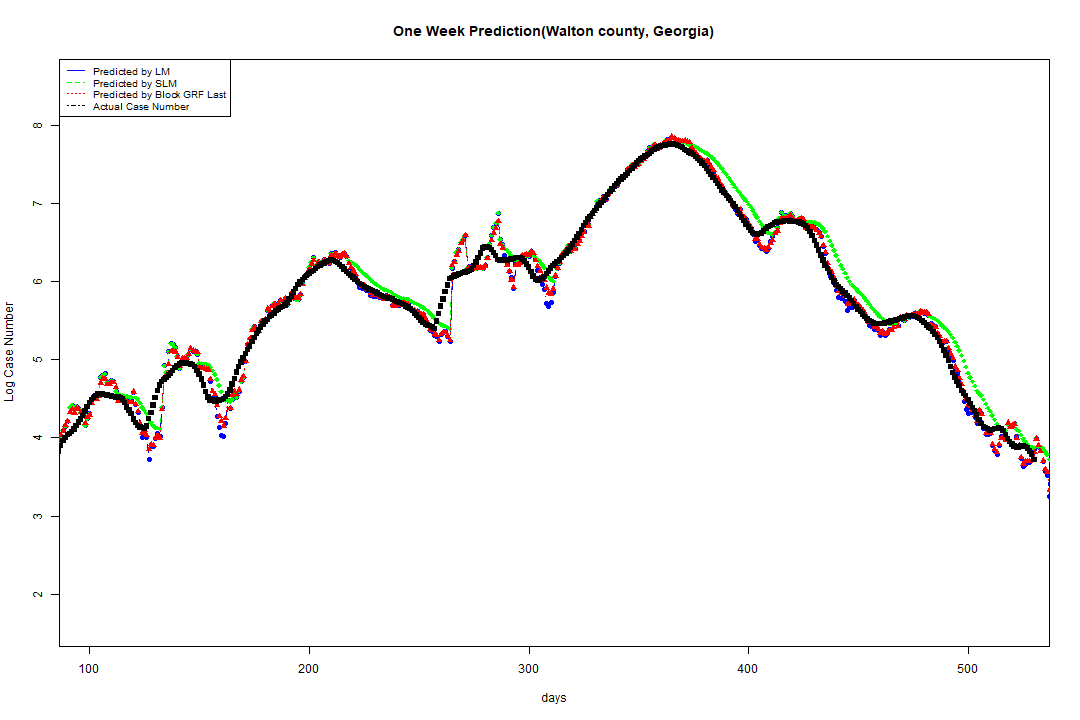 One Week Prediction(Walton county, Georgia)
Predicted by LM
Predicted by SLM
Predicted by Block GRF Last
Actual Case Number
Log Case Number
8
7
6
5
4
3
2
100 200 300 400 500
days